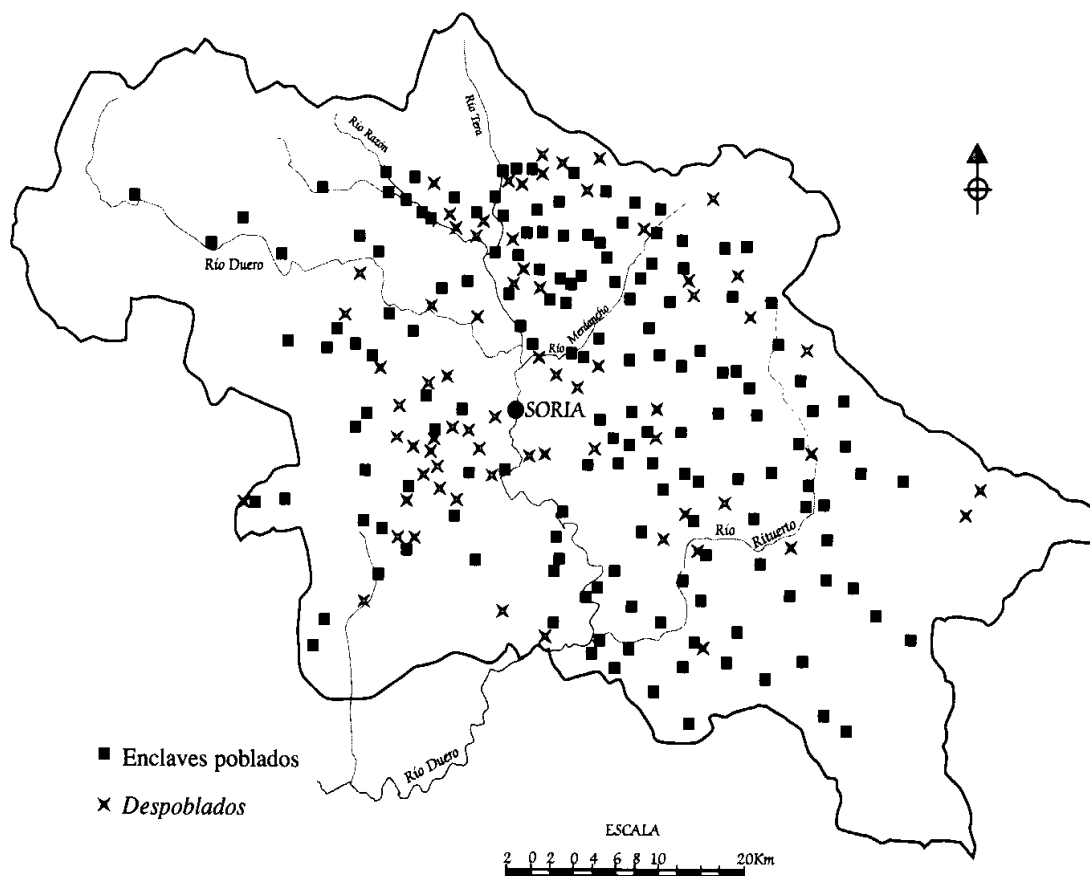 Río Tera
Río Razón
Río Duero
Río Merdancho
SORIA
Río Rituerto
Río Duero
Enclaves poblados
Despoblados
ESCALA
2 0 2 0 4 6 10 20Km